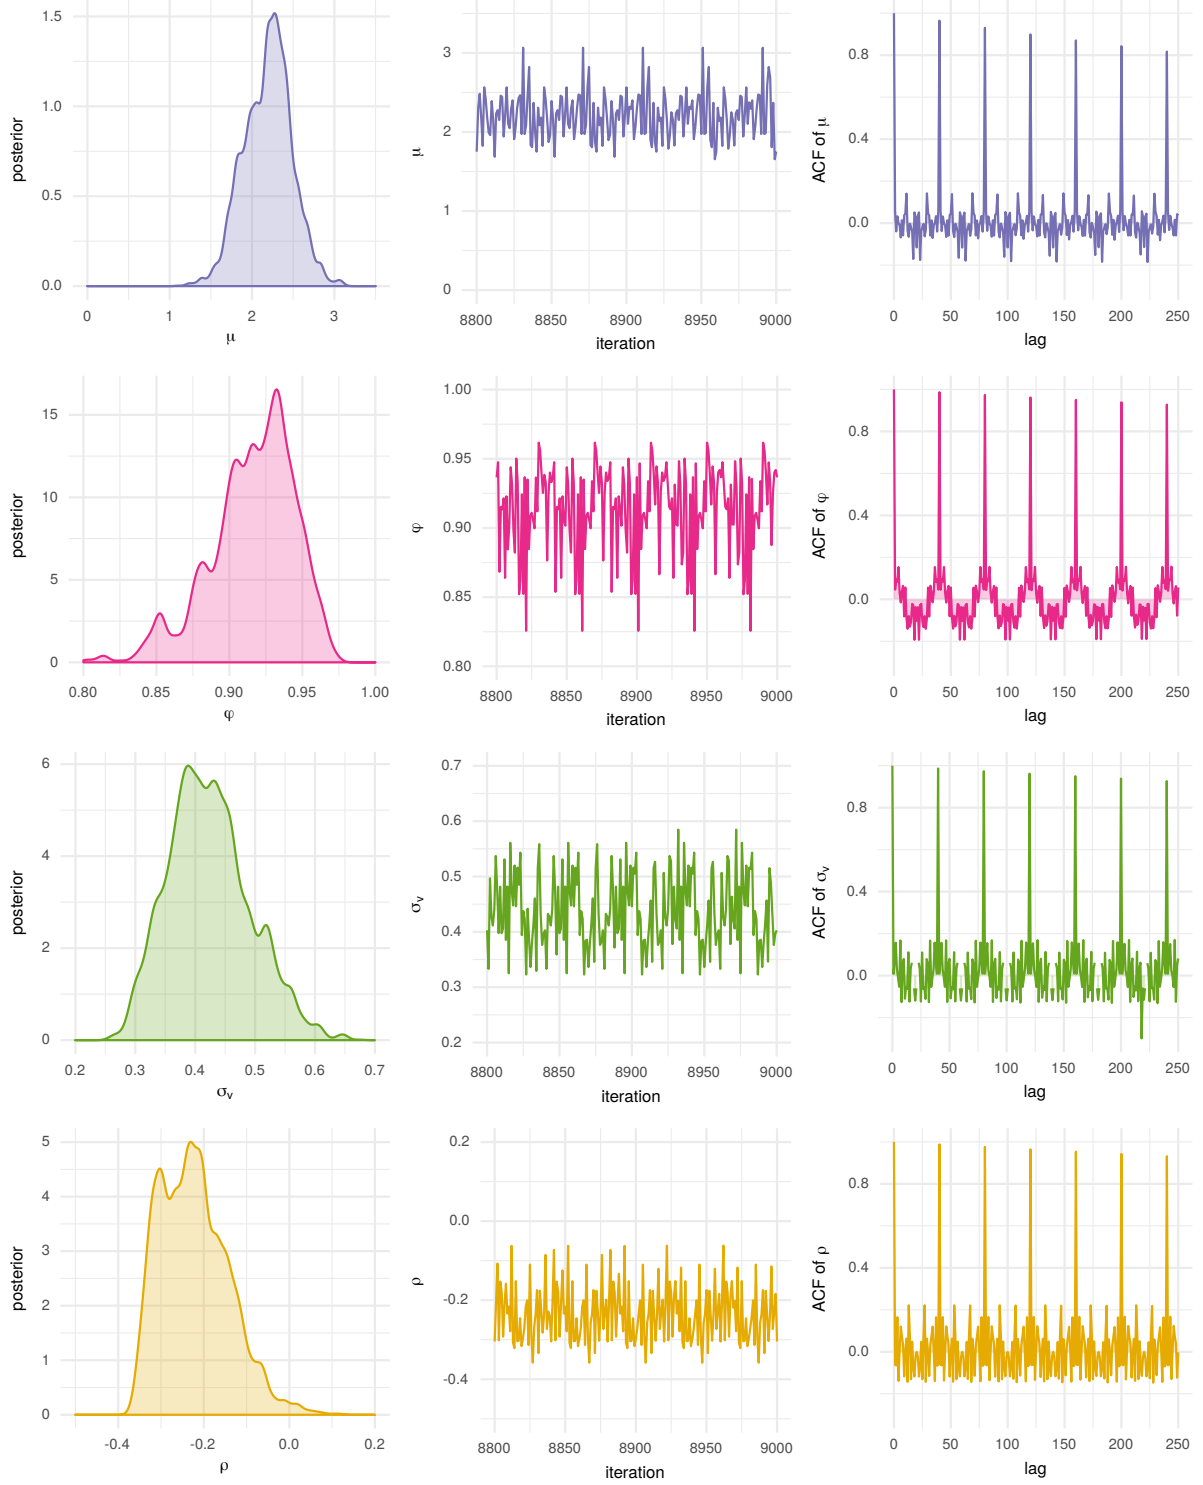 posterior
1.5
1.0
0.5
0.0
0 1 2 3
μ
μ
3
2
1
0
8800 8850 8900 8950 9000
iteration
ACF of μ
0.8
0.4
0.0
0 50 100 150 200 250
lag
posterior
15
10
5
0
0.80 0.85 0.90 0.95 1.00
φ
φ
1.00
0.95
0.90
0.85
0.80
8800 8850 8900 8950 9000
iteration
ACF of φ
0.8
0.4
0.0
0 50 100 150 200 250
lag
posterior
6
4
2
0
0.2 0.3 0.4 0.5 0.6 0.7
σv
σv
0.7
0.6
0.5
0.4
0.3
0.2
8800 8850 8900 8950 9000
iteration
ACF of σv
0.8
0.4
0.0
0 50 100 150 200 250
lag
posterior
5
4
3
2
1
0
-0.4 -0.2 0.0 0.2
ρ
ρ
0.2
0.0
-0.2
-0.4
8800 8850 8900 8950 9000
iteration
ACF of ρ
0.8
0.4
0.0
0 50 100 150 200 250
lag